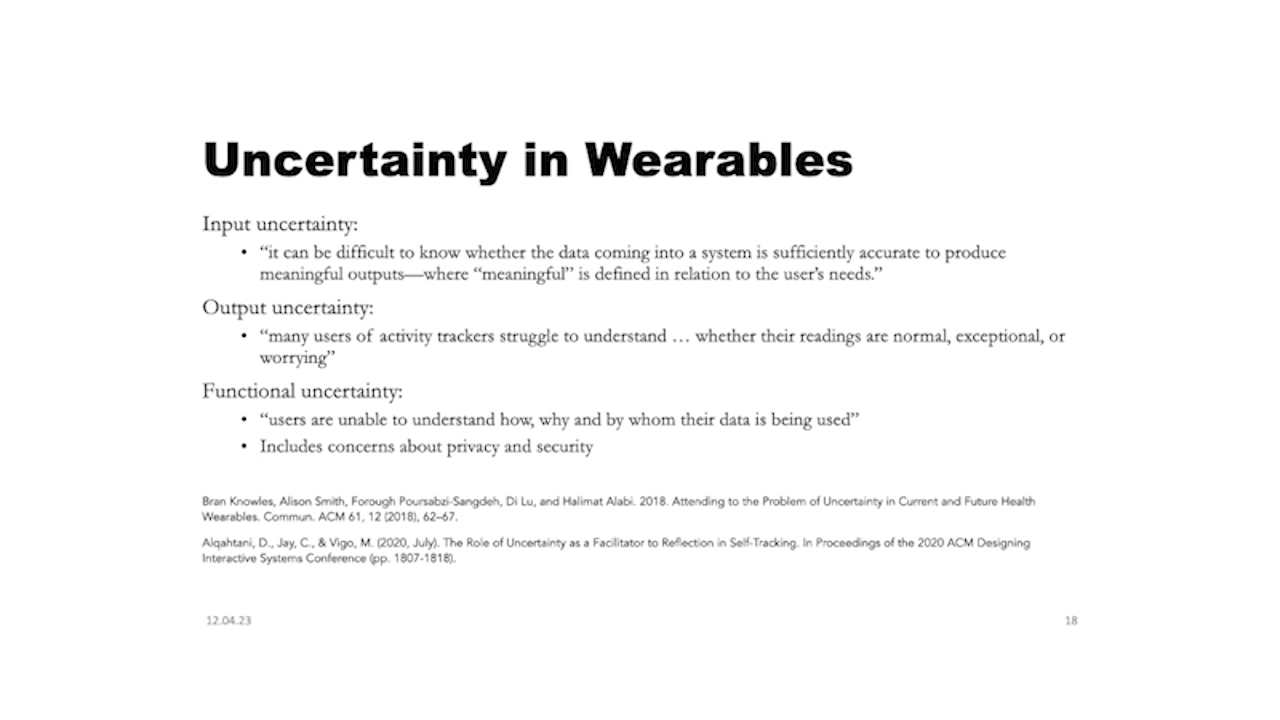 Uncertainty in Wearables
Input uncertainty:
• “it can be difficult to know whether the data coming into a system is sufficiently accurate to produce
meaningful outputs—where “meaningful” is defined in relation to the user’s needs.”
Output uncertainty:
• “many users of activity trackers struggle to understand … whether their readings are normal, exceptional, or
worrying”
Functional uncertainty:
• “users are unable to understand how, why and by whom their data is being used”
• Includes concerns about privacy and security
Bran Knowles, Alison Smith, Forough Poursabzi-Sangdeh, Di Lu, and Halimat Alabi. 2018. Attending to the Problem of Uncertainty in Current and Future Health
Wearables. Commun. ACM 61, 12 (2018), 62–67.
Alqahtani, D., Jay, C., & Vigo, M. (2020, July). The Role of Uncertainty as a Facilitator to Reflection in Self-Tracking. In Proceedings of the 2020 ACM Designing
Interactive Systems Conference (pp. 1807-1818).
12.04.23
18